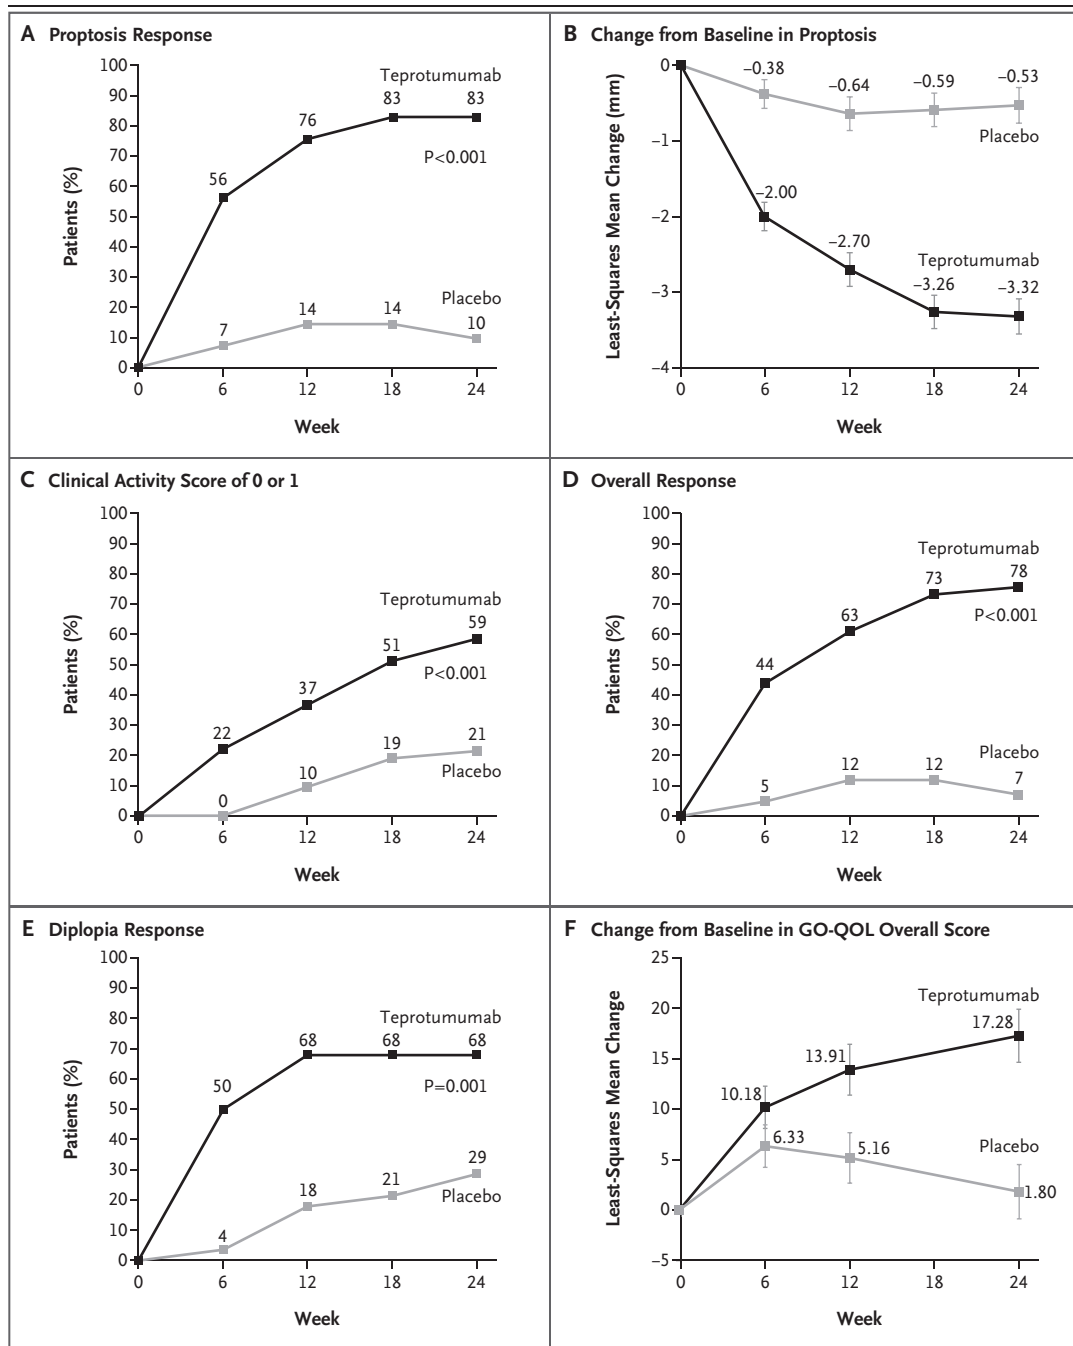 A Proptosis Response
Teprotumumab
100
90
80
70
60
50
40
30
20
10
0
56
76
83
83
P<0.001
Placebo
7
14
14
10
Patients (%)
0 6 12 18 24
Week
B Change from Baseline in Proptosis
0
–1
–2
–3
–4
–0.38
–0.64
–0.59
–0.53
Placebo
–2.00
–2.70
Teprotumumab
–3.26
–3.32
Least-Squares Mean Change (mm)
0 6 12 18 24
Week
C Clinical Activity Score of 0 or 1
100
90
80
70
60
50
40
30
20
10
0
Teprotumumab
22
37
51
59
P<0.001
0
10
19
21
Placebo
Patients (%)
0 6 12 18 24
Week
D Overall Response
100
90
80
70
60
50
40
30
20
10
0
Teprotumumab
44
63
73
78
P<0.001
Placebo
5
12
12
7
Patients (%)
0 6 12 18 24
Week
E Diplopia Response
100
90
80
70
60
50
40
30
20
10
0
Teprotumumab
50
68
68
68
P=0.001
4
18
21
29
Placebo
Patients (%)
0 6 12 18 24
Week
F Change from Baseline in GO-QOL Overall Score
25
20
15
10
5
0
–5
Teprotumumab
10.18
13.91
17.28
Placebo
6.33
5.16
1.80
Least-Squares Mean Change
0 6 12 18 24
Week